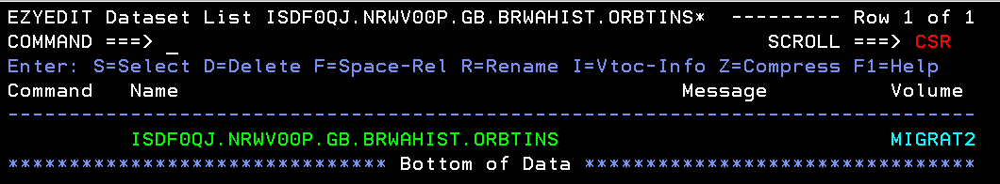 EZYEDIT Dataset List ISDF0QJ.NRWV00P.GB.BRWAHIST.ORBTINS* --------- Row 1 of 1
COMMAND ===> _ SCROLL ===> CSR
Enter: S=Select D=Delete F=Space-Rel R=Rename I=Vtoc-Info Z=Compress F1=Help
Command Name Message Volume
-------------------------------------------------------------------------------
ISDF0QJ.NRWV00P.GB.BRWAHIST.ORBTINS MIGRAT2
******************************* Bottom of Data ********************************